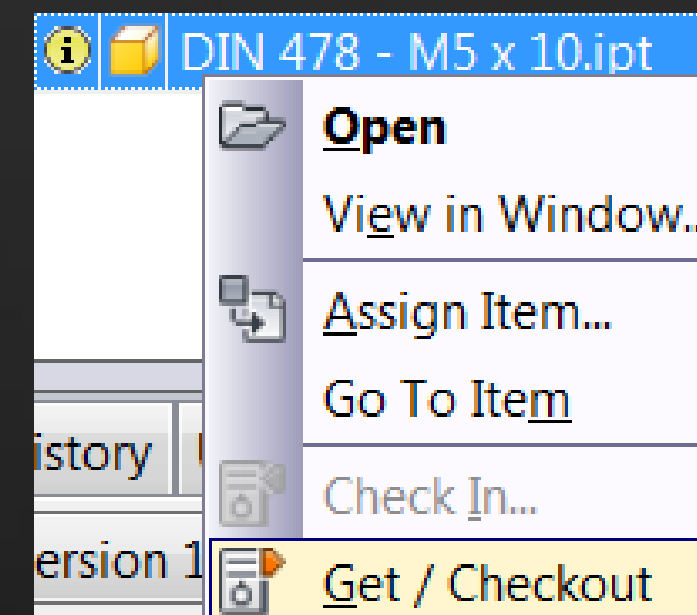 DIN 478 - M5 x 10.ipt
Open
View in Window..
Assign Item...
Go To Item
istory
Check In...
ersion 1
Get / Checkout